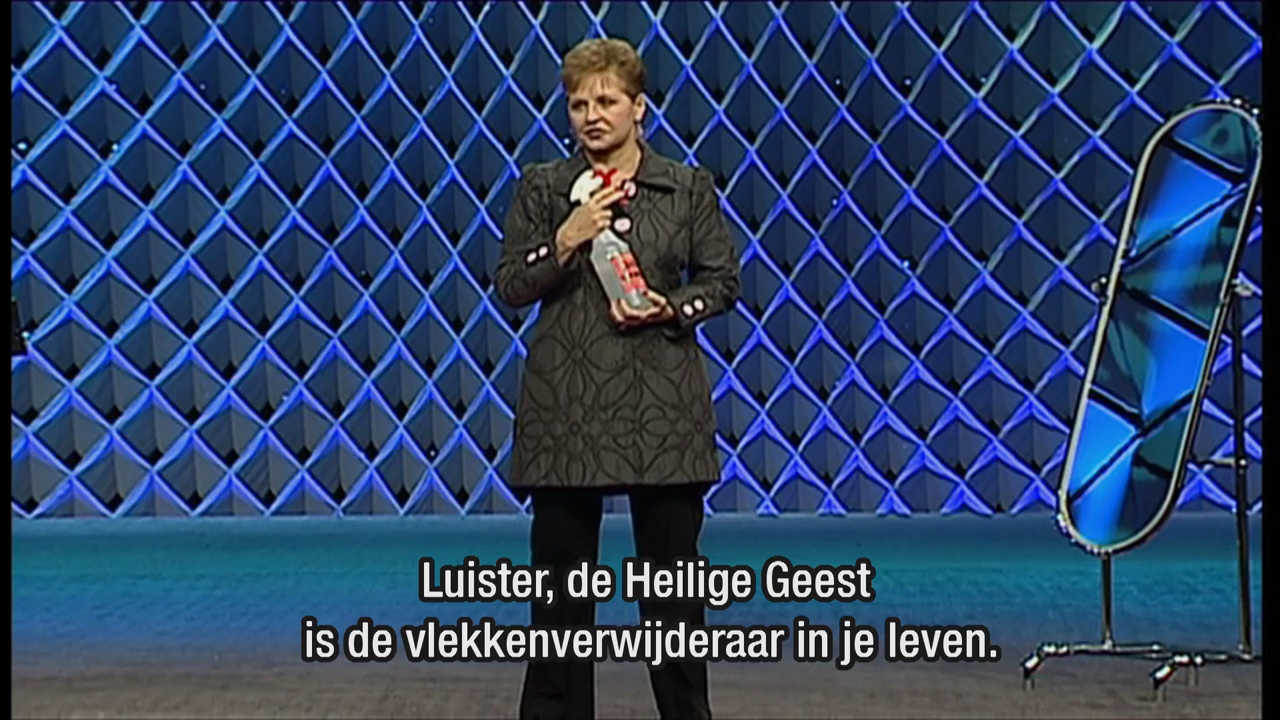 Luister, de Heilige Geest
is de vlekkenverwijderaar in je leven.